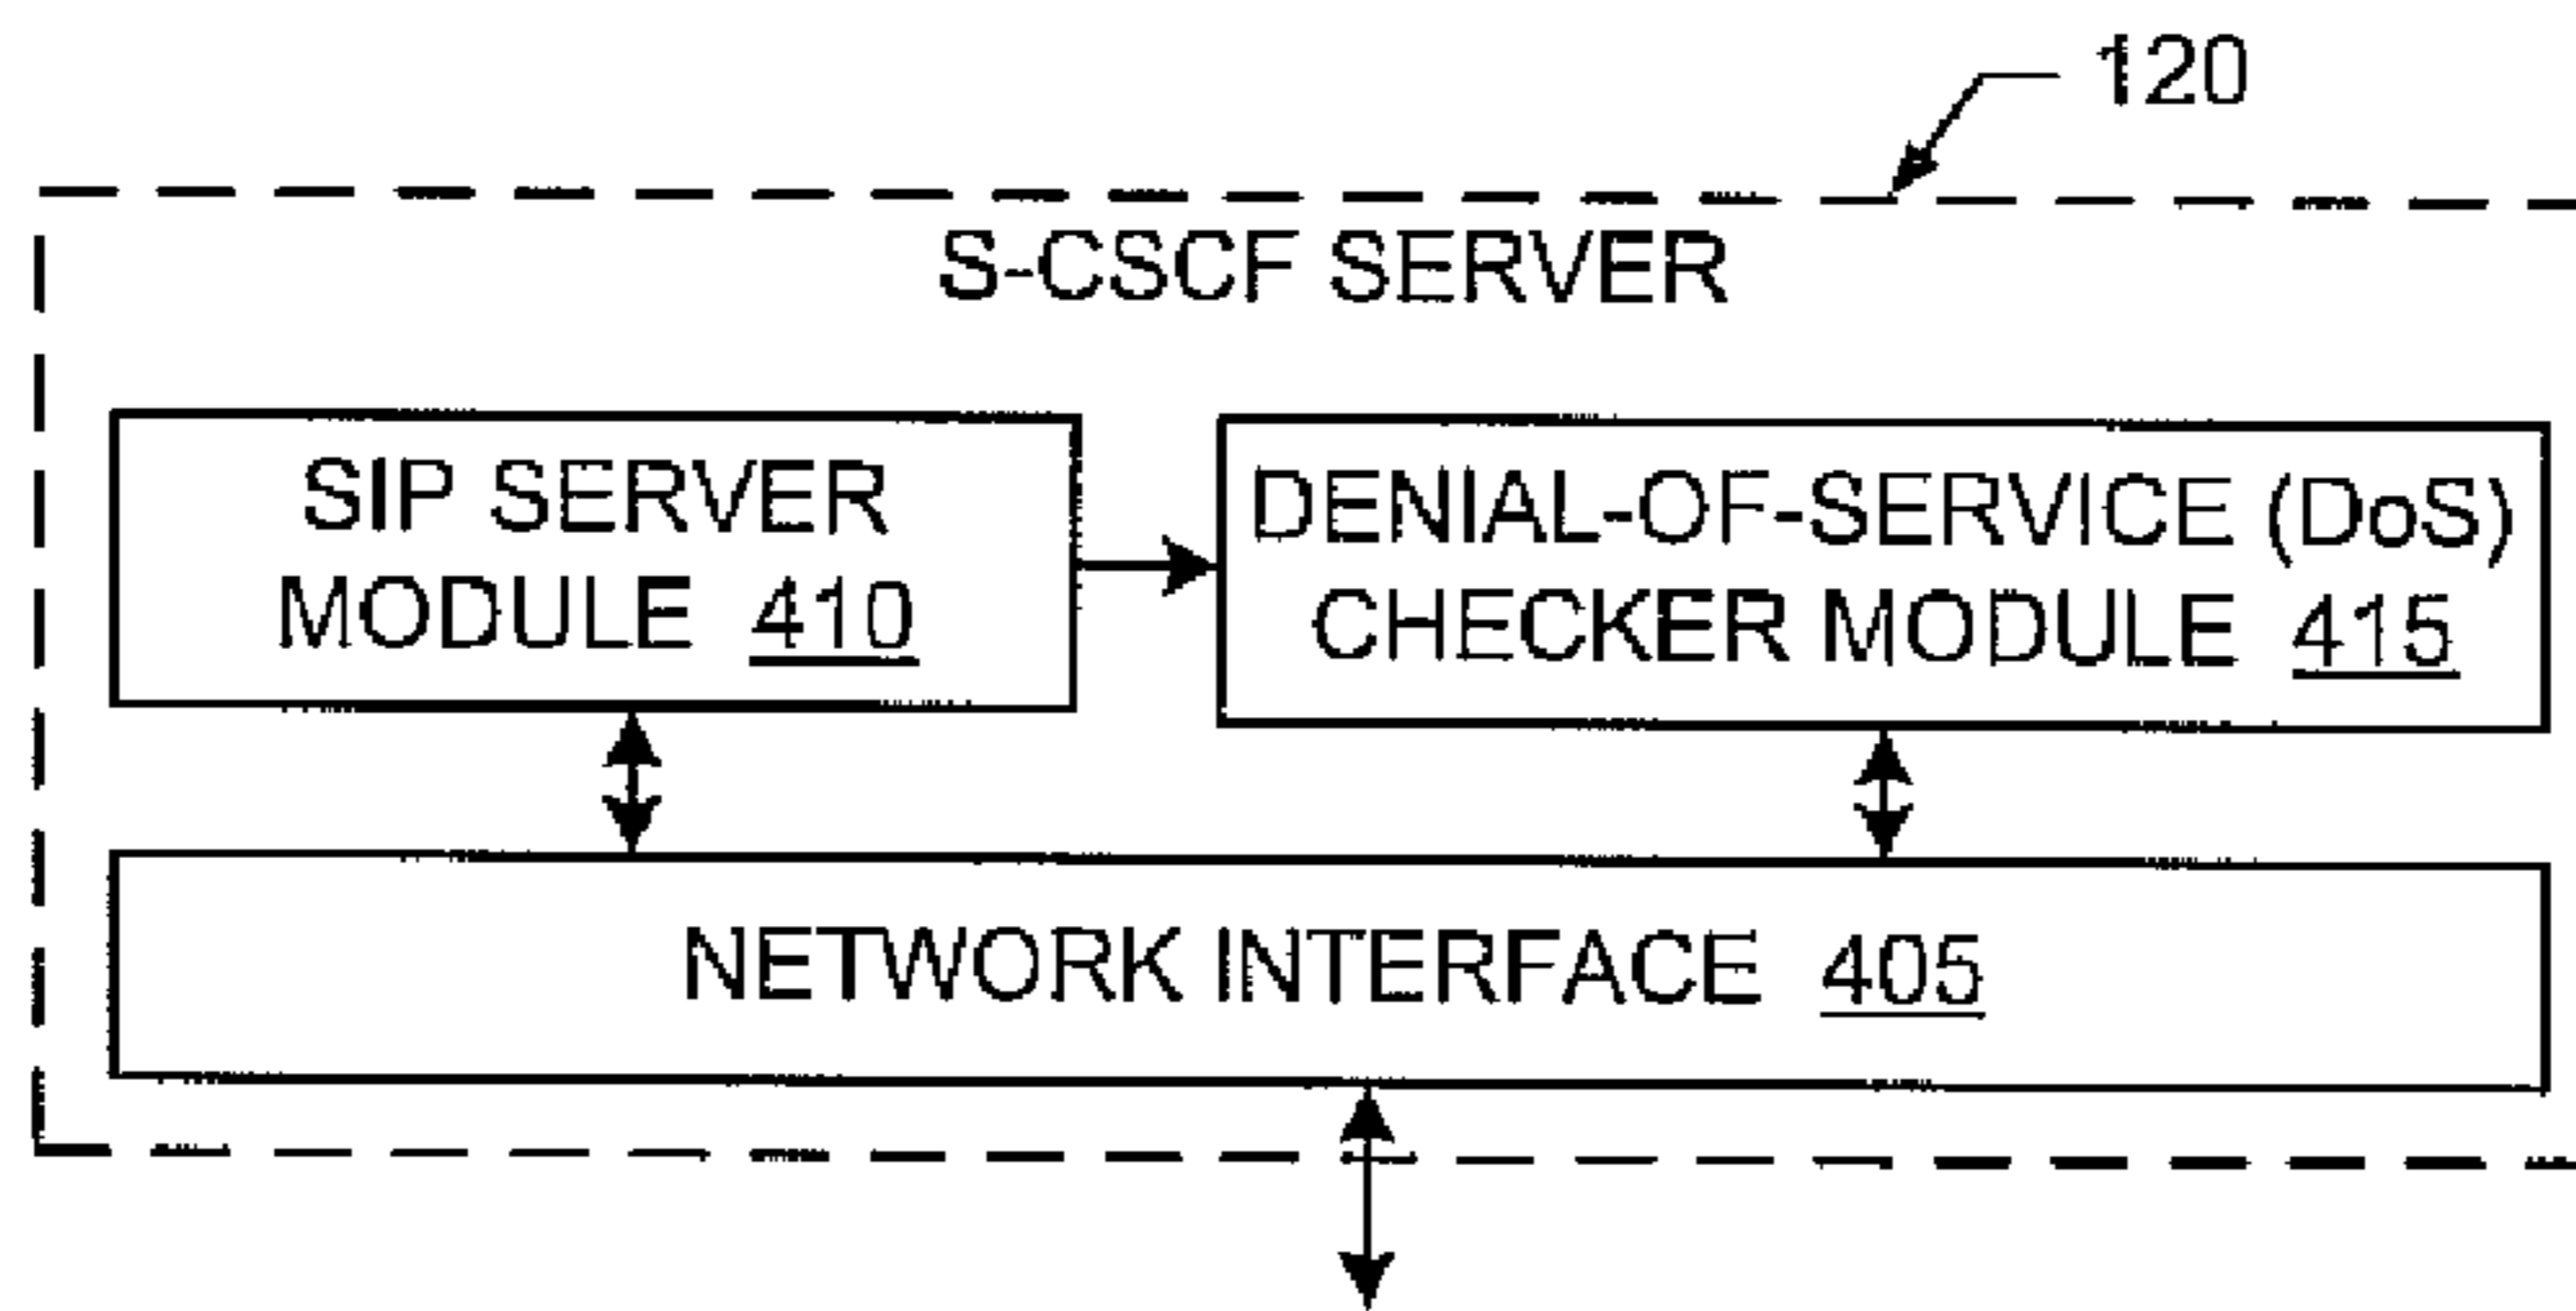 120
S-CSCF SERVER
SIP SERVER
MODULE 410
DENIAL-OF-SERVICE (DoS)
CHECKER MODULE 415
NETWORK INTERFACE 405